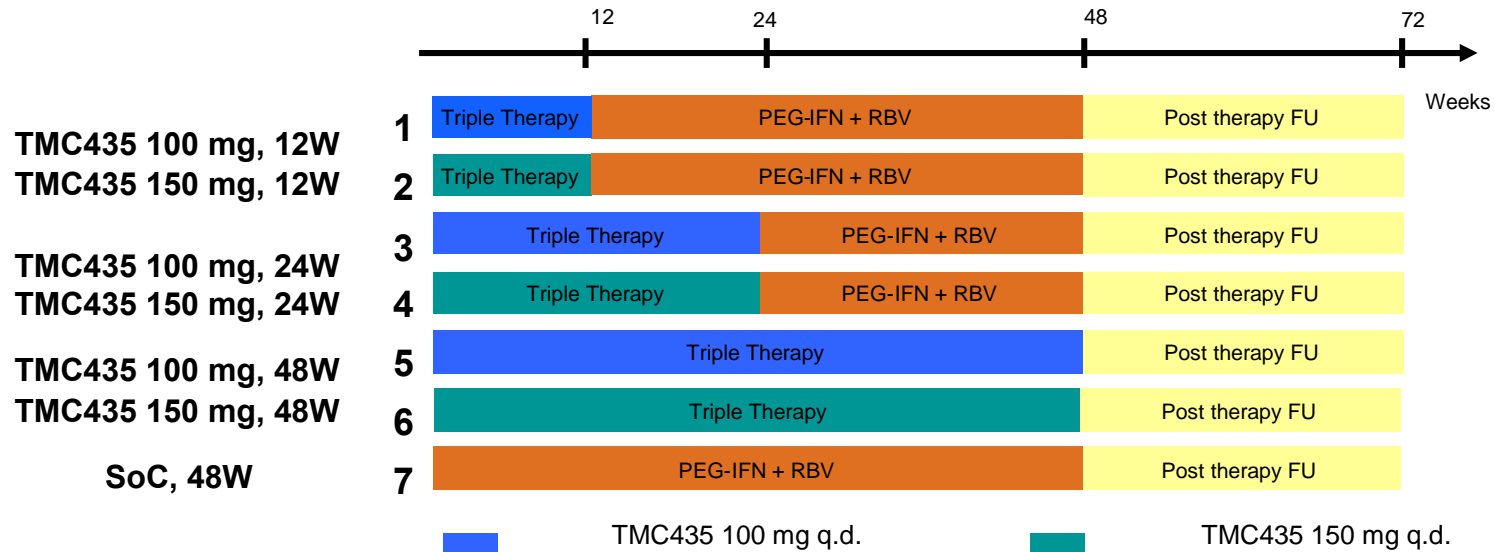 12 24 48 72
Weeks
1 Triple Therapy PEG-IFN + RBV Post therapy FU
TMC435 100 mg, 12W
TMC435 150 mg, 12W
2 Triple Therapy PEG-IFN + RBV Post therapy FU
3 Triple Therapy PEG-IFN + RBV Post therapy FU
TMC435 100 mg, 24W
TMC435 150 mg, 24W
4 Triple Therapy PEG-IFN + RBV Post therapy FU
5 Triple Therapy Post therapy FU
TMC435 100 mg, 48W
TMC435 150 mg, 48W
6 Triple Therapy Post therapy FU
SoC, 48W
7 PEG-IFN + RBV Post therapy FU
TMC435 100 mg q.d. TMC435 150 mg q.d.